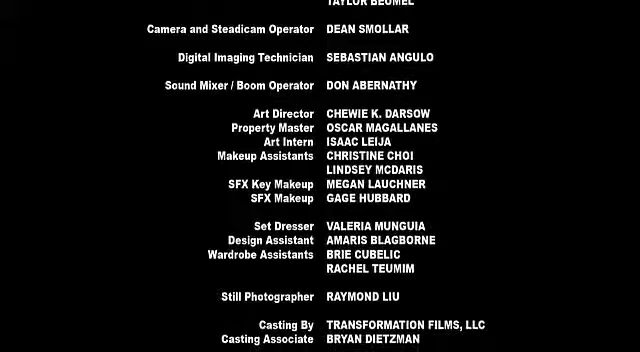 TAYLOR BEUMEL
Camera and Steadicam Operator DEAN SMOLLAR
Digital Imaging Technician SEBASTIAN ANGULO
Sound Mixer / Boom Operator DON ABERNATHY
Art Director CHEWIE K. DARSOW
Property Master OSCAR MAGALLANES
Art Intern ISAAC LEIJA
Makeup Assistants CHRISTINE CHOI
LINDSEY MCDARIS
SFX Key Makeup MEGAN LAUCHNER
SFX Makeup GAGE HUBBARD
Set Dresser VALERIA MUNGUIA
Design Assistant AMARIS BLAGBORNE
Wardrobe Assistants BRIE CUBELIC
RACHEL TEUMIM
Still Photographer RAYMOND LIU
Casting By TRANSFORMATION FILMS, LLC
Casting Associate BRYAN DIETZMAN